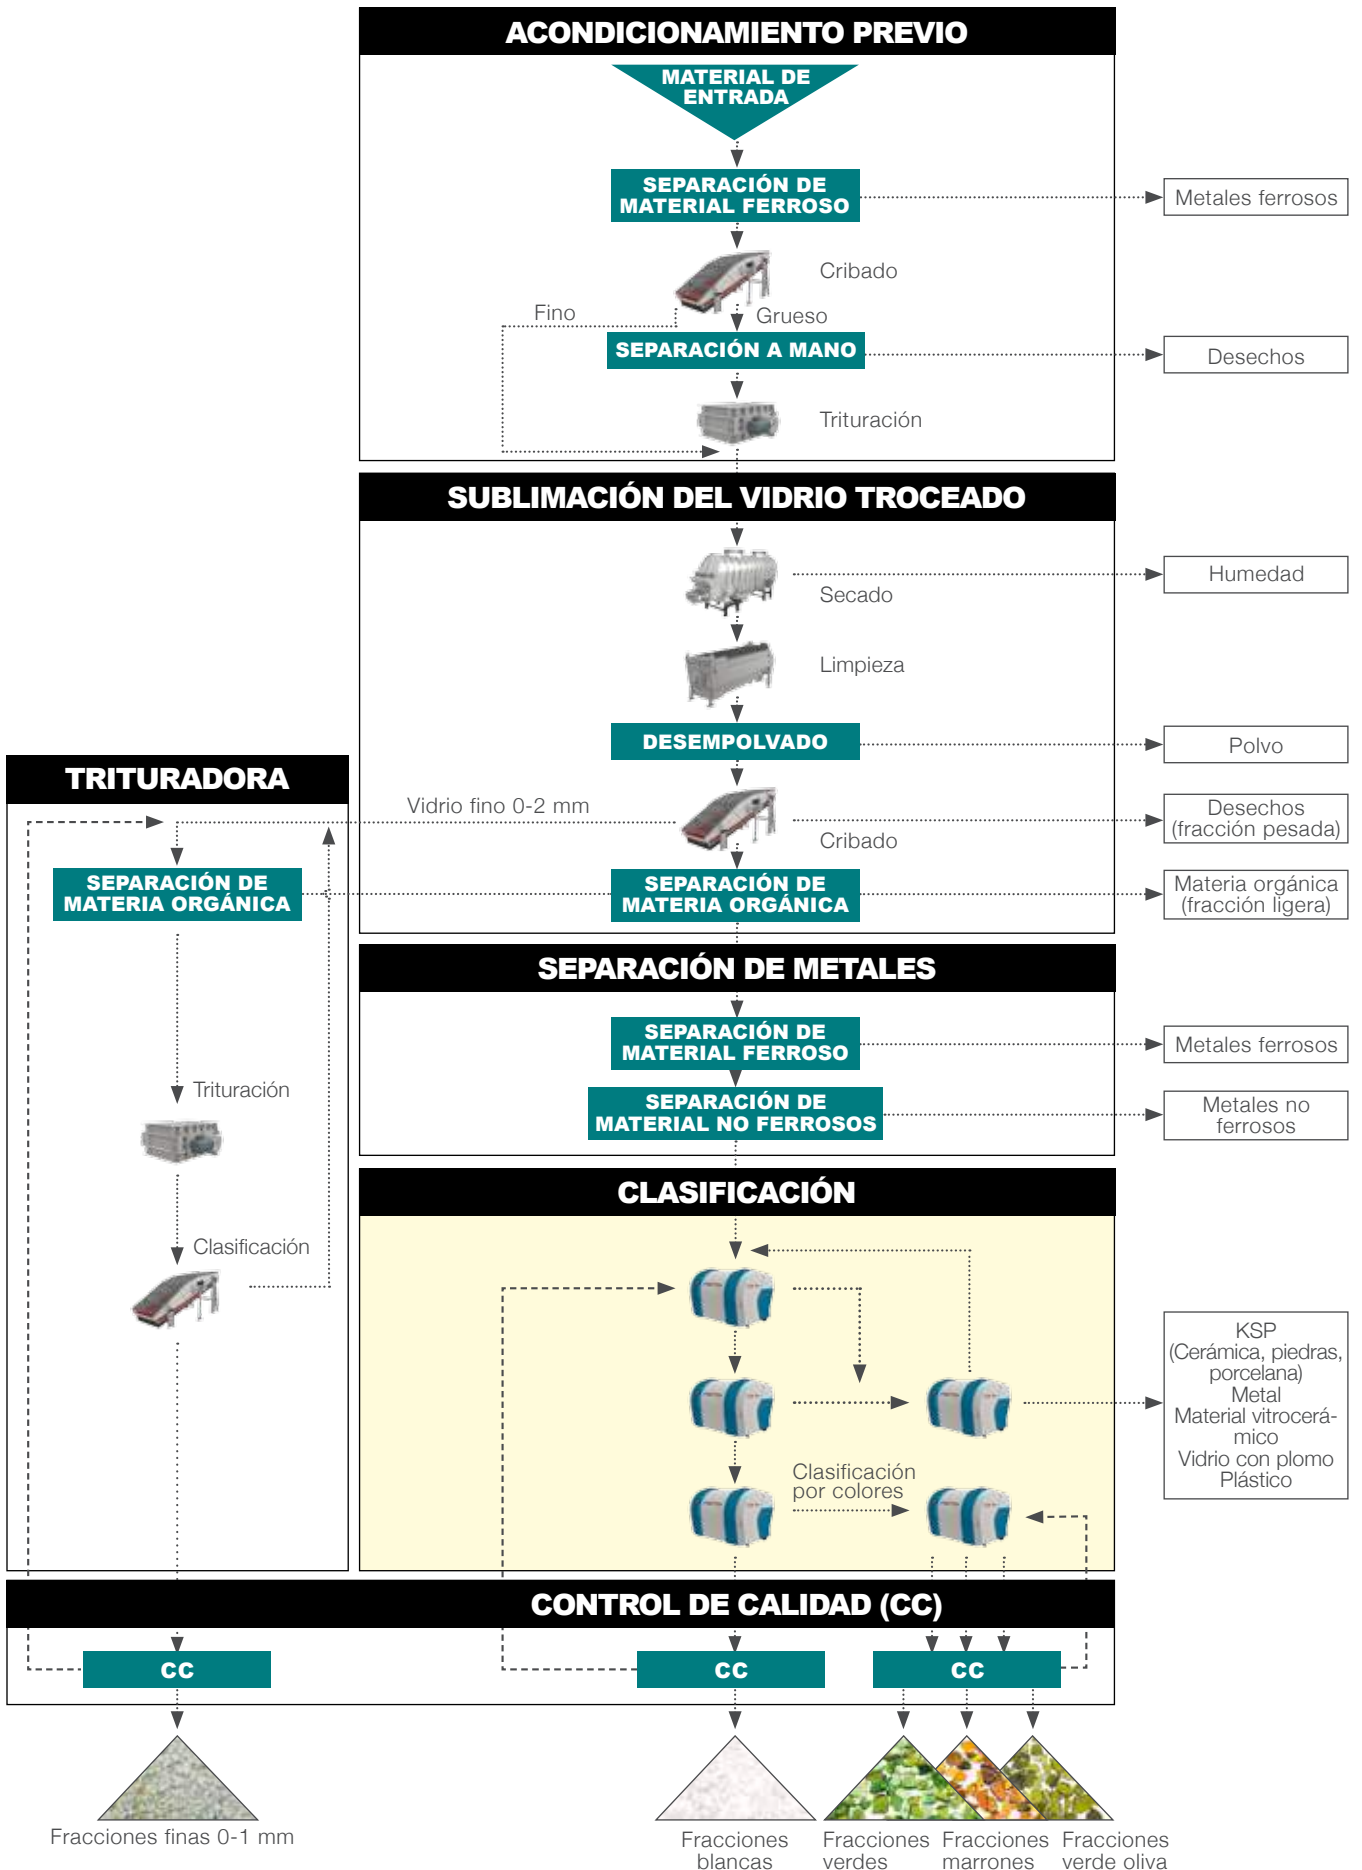 ACONDICIONAMIENTO PREVIO
MATERIAL DE
ENTRADA
SEPARACIÓN DE
MATERIAL FERROSO
Metales ferrosos
Cribado
Fino
Grueso
SEPARACIÓN A MANO
Desechos
Trituración
SUBLIMACIÓN DEL VIDRIO TROCEADO
Humedad
Secado
Limpieza
DESEMPOLVADO
Polvo
TRITURADORA
Vidrio fino 0-2 mm
Cribado
Desechos
(fracción pesada)
SEPARACIÓN DE
MATERIA ORGÁNICA
SEPARACIÓN DE
MATERIA ORGÁNICA
Materia orgánica
(fracción ligera)
SEPARACIÓN DE METALES
SEPARACIÓN DE
MATERIAL FERROSO
Metales ferrosos
Trituración
SEPARACIÓN DE
MATERIAL NO FERROSOS
Metales no
ferrosos
CLASIFICACIÓN
Clasificación
KSP
(Cerámica, piedras,
porcelana)
Metal
Material vitrocerá-
mico
Vidrio con plomo
Plástico
Clasificación
por colores
CONTROL DE CALIDAD (CC)
CC
CC
CC
Fracciones finas 0-1 mm
Fracciones
blancas
Fracciones
verdes
Fracciones
marrones
Fracciones
verde oliva